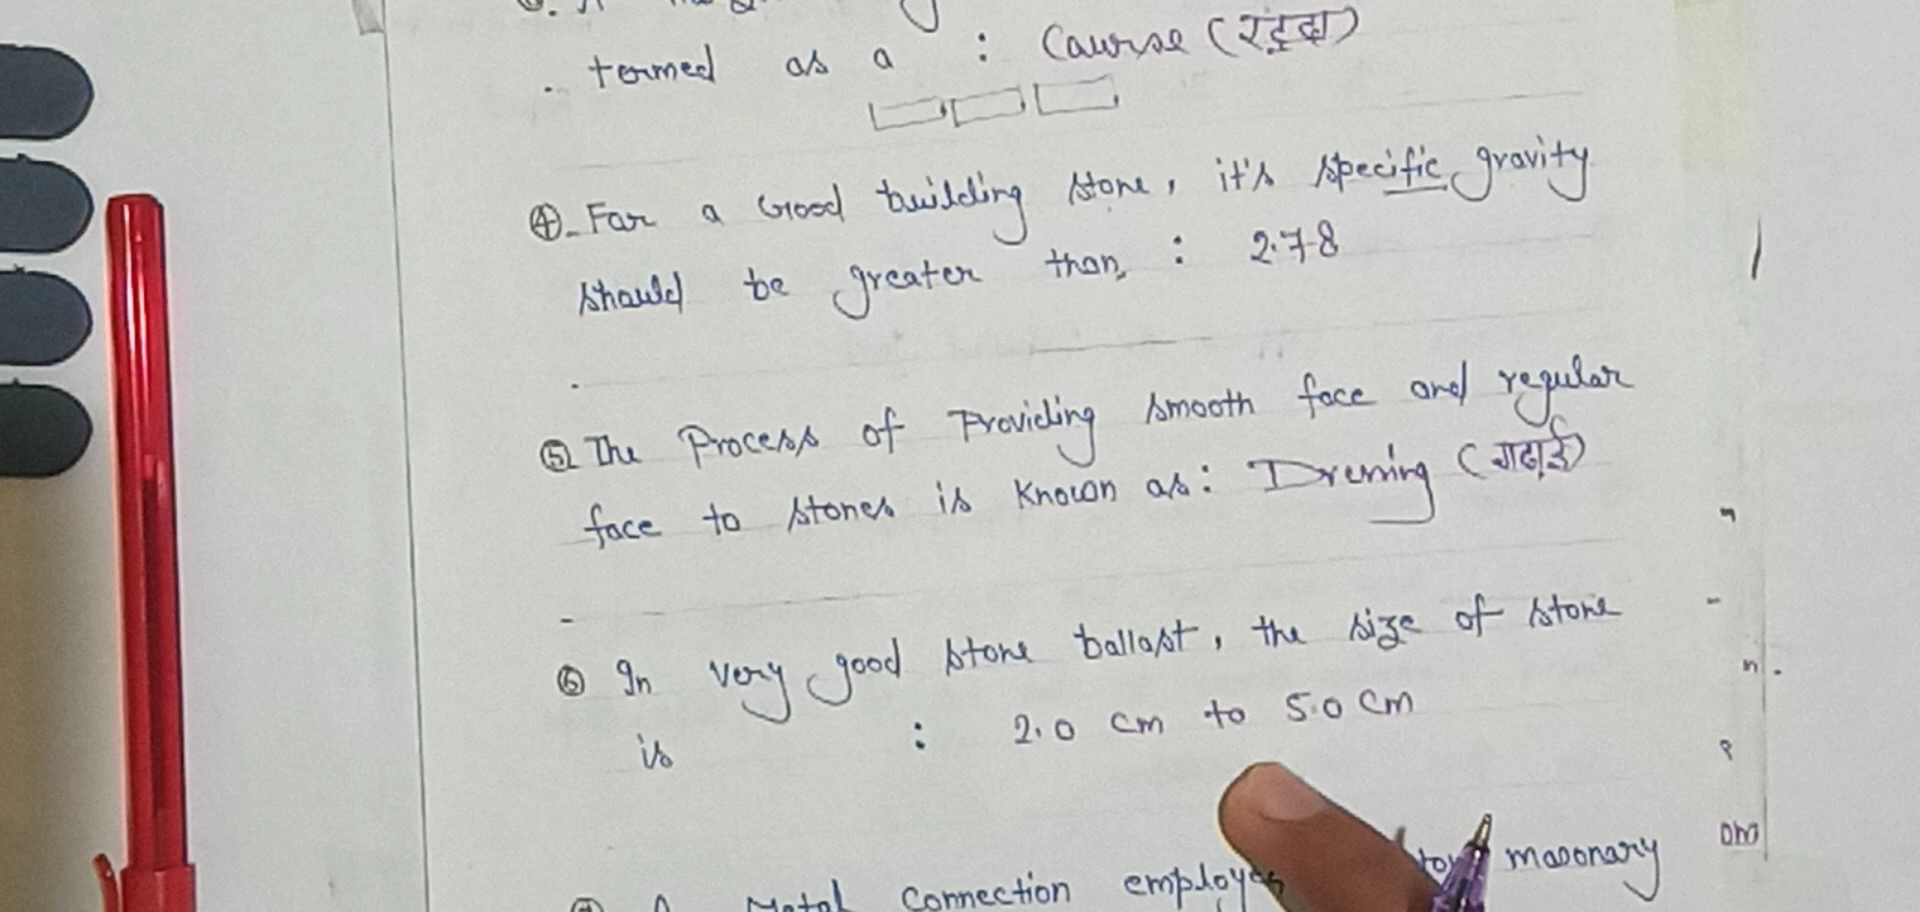 termed as a : Course (रद्दा)
④ For a Good building stone, it's specific gravity
should be greater than, : 2.7-8
⑤ The Process of Providing smooth face and regular
face to stones is Known as: Dressing (गढ़ाई)
⑥ In very good stone ballast, the size of stone
is : 2.0 cm to 5.0 cm
A Metal Connection masonary